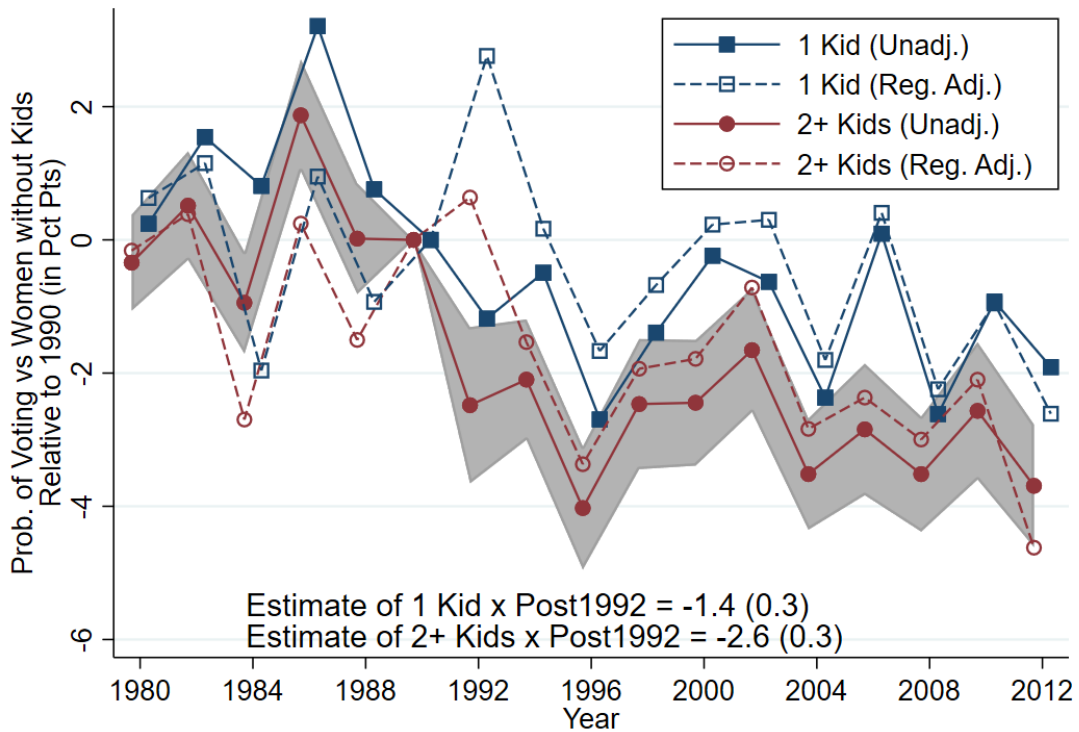 Prob. of Voting vs Women without Kids
Relative to 1990 (in Pct Pts)
2
0
-2
-4
-6
1 Kid (Unadj.)
1 Kid (Reg. Adj.)
2+ Kids (Unadj.)
2+ Kids (Reg. Adj.)
Estimate of 1 Kid x Post1992 = -1.4 (0.3)
Estimate of 2+ Kids x Post1992 = -2.6 (0.3)
1980 1984 1988 1992 1996 2000 2004 2008 2012
Year